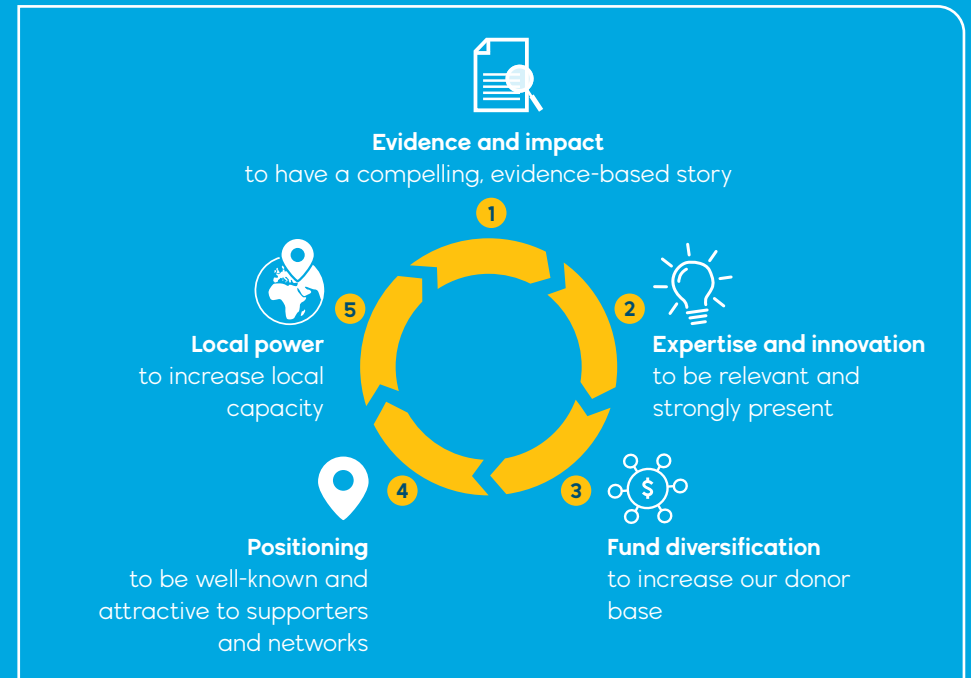 Evidence and impact
to have a compelling, evidence-based story
1
2
Expertise and innovation
to be relevant and
strongly present
3
$
Fund diversification
to increase our donor
base
4
Positioning
to be well-known and
attractive to supporters
and networks
5
Local power
to increase local
capacity